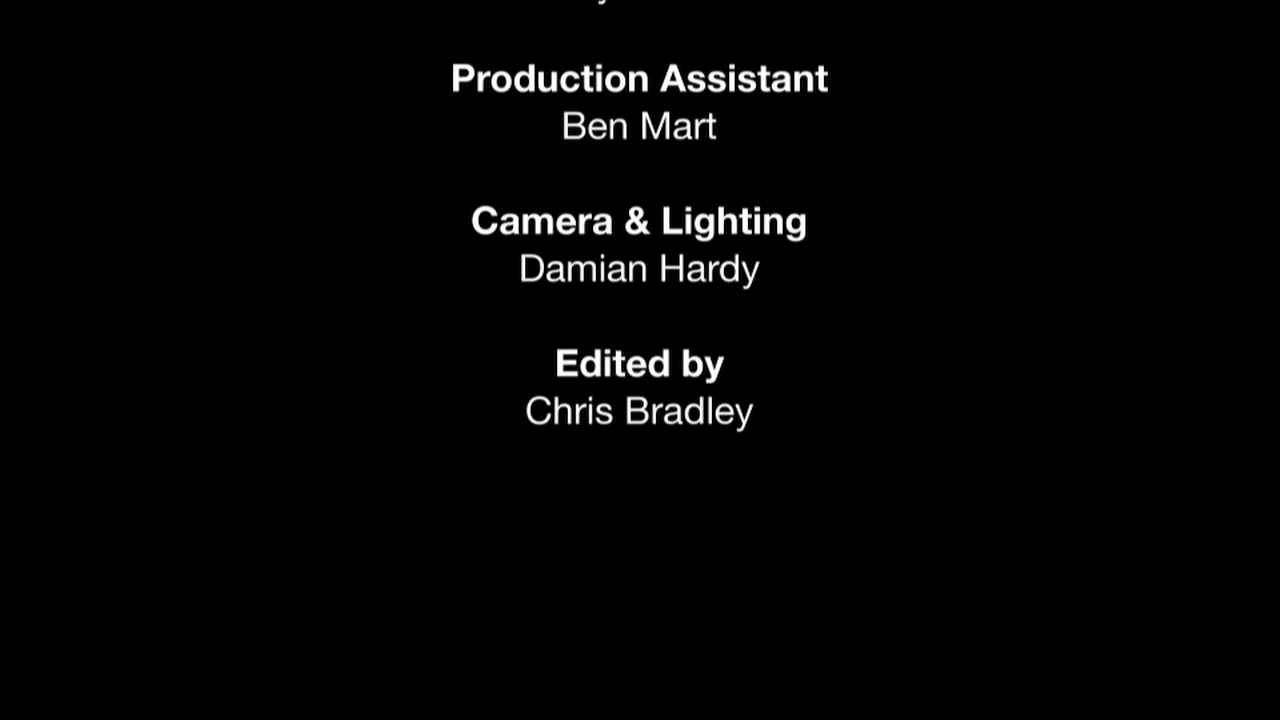 Production Assistant
Ben Mart
Camera & Lighting
Damian Hardy
Edited by
Chris Bradley